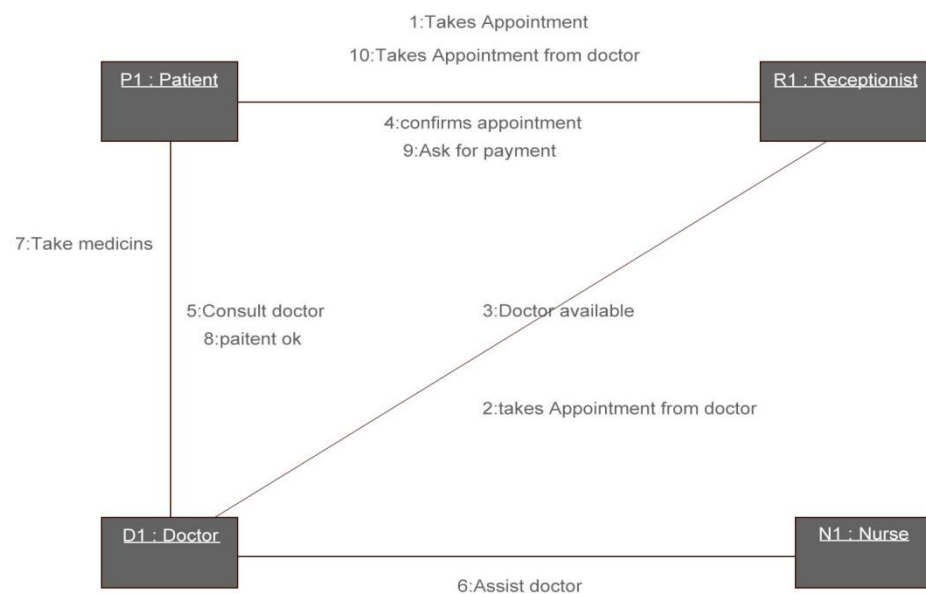 1:Takes Appointment
10:Takes Appointment from doctor
P1 : Patient
R1 : Receptionist
4:confirms appointment
9:Ask for payment
7:Take medicins
5:Consult doctor
3:Doctor available
8:paitent ok
2:takes Appointment from doctor
D1 : Doctor
N1 : Nurse
6:Assist doctor